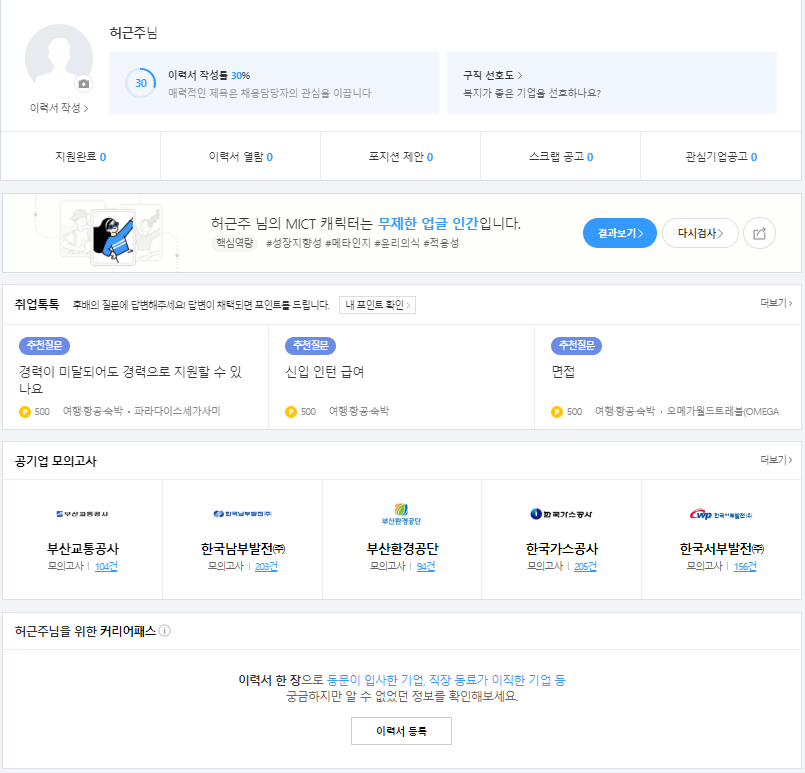 허근주님
30
이력서 작성률 30%
매력적인 제목은 채용담당자의 관심을 이끕니다
구직 선호도 >
복지가 좋은 기업을 선호하나요?
이력서 작성 >
지원완료 0
이력서 열람 0
포지션 제안 0
스크랩 공고 0
관심기업공고 0
허근주 님의 MICT 캐릭터는 무제한 업글 인간입니다.
핵심역량 #성장지향성 #메타인지 #윤리의식 #적응성
결과보기 >
다시검사 >
취업톡톡 후배의 질문에 답변해주세요! 답변이 채택되면 포인트를 드립니다. 내 포인트 확인 >
더보기 >
추천질문
경력이 미달되어도 경력으로 지원할 수 있
나요
P 500 여행·항공·숙박 · 파라다이스세가사미
추천질문
신입 인턴 급여
P 500 여행·항공·숙박
추천질문
면접
P 500 여행·항공·숙박 · 오메가월드트레블(OMEGA
공기업 모의고사
더보기 >
부산교통공사
부산교통공사
모의고사 | 104건
한국남부발전(주)
한국남부발전㈜
모의고사 | 203건
부산환경공단
부산환경공단
모의고사 | 94건
한국가스공사
한국가스공사
모의고사 | 205건
wp 한국서부발전(주)
한국서부발전㈜
모의고사 | 156건
허근주님을 위한 커리어패스
이력서 한 장으로 동문이 입사한 기업, 직장 동료가 이직한 기업 등
궁금하지만 알 수 없었던 정보를 확인해보세요.
이력서 등록